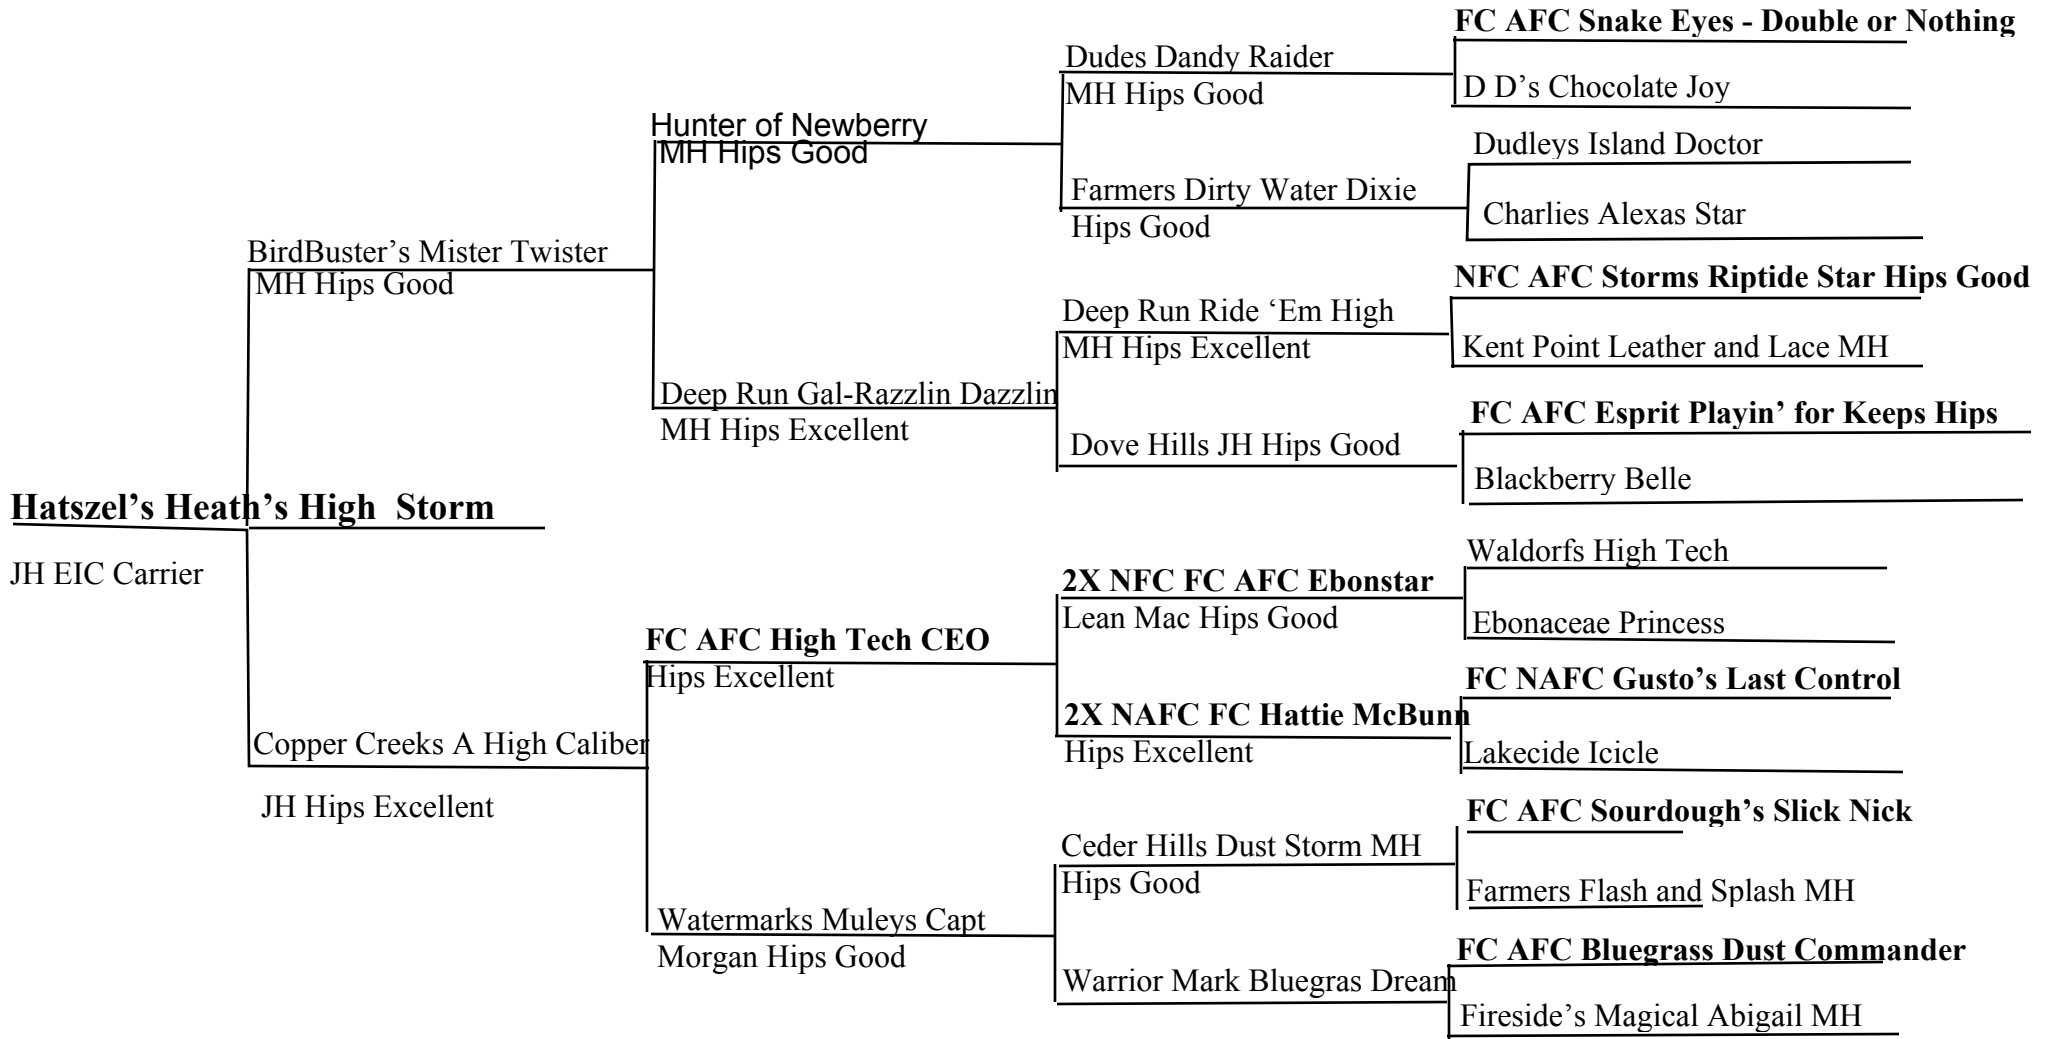 FC AFC Snake Eyes - Double or Nothing
Dudes Dandy Raider
MH Hips Good
D D’s Chocolate Joy
Hunter of Newberry
MH Hips Good
Dudleys Island Doctor
Farmers Dirty Water Dixie
Hips Good
Charlies Alexas Star
BirdBuster’s Mister Twister
MH Hips Good
NFC AFC Storms Riptide Star Hips Good
Deep Run Ride ‘Em High
MH Hips Excellent
Kent Point Leather and Lace MH
Deep Run Gal-Razzlin Dazzlin
MH Hips Excellent
FC AFC Esprit Playin’ for Keeps Hips
Dove Hills JH Hips Good
Blackberry Belle
Hatszel’s Heath’s High  Storm
JH EIC Carrier
Waldorfs High Tech
2X NFC FC AFC Ebonstar
Lean Mac Hips Good
Ebonaceae Princess
FC AFC High Tech CEO
Hips Excellent
FC NAFC Gusto’s Last Control
2X NAFC FC Hattie McBunn
Hips Excellent
Lakecide Icicle
Copper Creeks A High Caliber
JH Hips Excellent
FC AFC Sourdough’s Slick Nick
Ceder Hills Dust Storm MH
Hips Good
Farmers Flash and Splash MH
Watermarks Muleys Capt
Morgan Hips Good
FC AFC Bluegrass Dust Commander
Warrior Mark Bluegras Dream
Fireside’s Magical Abigail MH